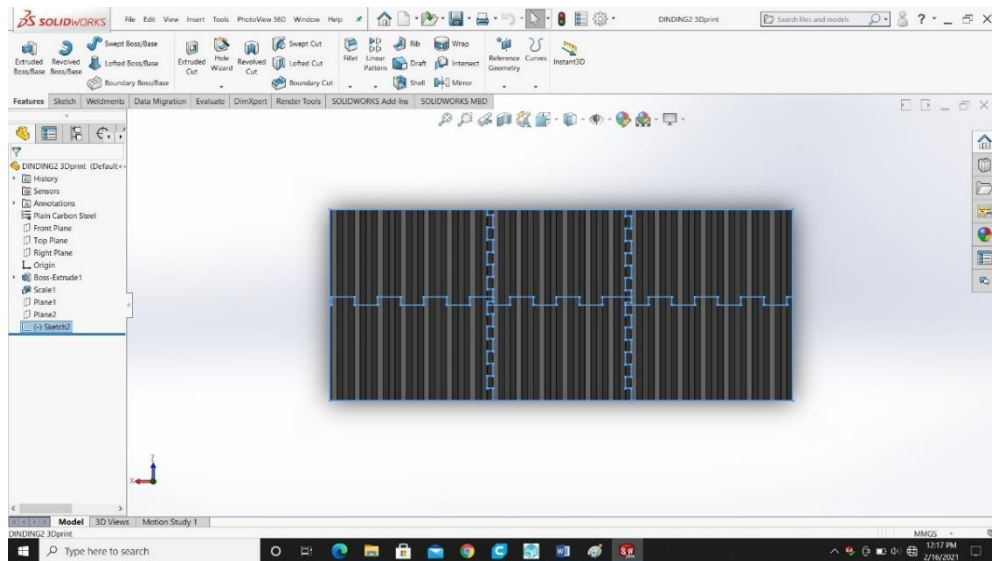 SOLIDWORKS File Edit View Insert Tools PhotoView 360 Window Help DINDING2 3Dprint Search files and models
Extruded Boss/Base
Revolved Boss/Base
Swept Boss/Base
Lofted Boss/Base
Boundary Boss/Base
Extruded Cut
Hole Wizard
Revolved Cut
Swept Cut
Lofted Cut
Boundary Cut
Fillet
Linear Pattern
Rib
Draft
Shell
Wrap
Intersect
Mirror
Reference Geometry
Curves
Instant3D
Features Sketch Weldments Data Migration Evaluate DimXpert Render Tools SOLIDWORKS Add-Ins SOLIDWORKS MBD
DINDING2 3Dprint (Default<
History
Sensors
Annotations
Plain Carbon Steel
Front Plane
Top Plane
Right Plane
Origin
Boss-Extrude1
Scale1
Plane1
Plane2
(-) Sketch2
Z
X
Model 3D Views Motion Study 1
DINDING2 3Dprint MMGS
Type here to search
12:17 PM
2/16/2021